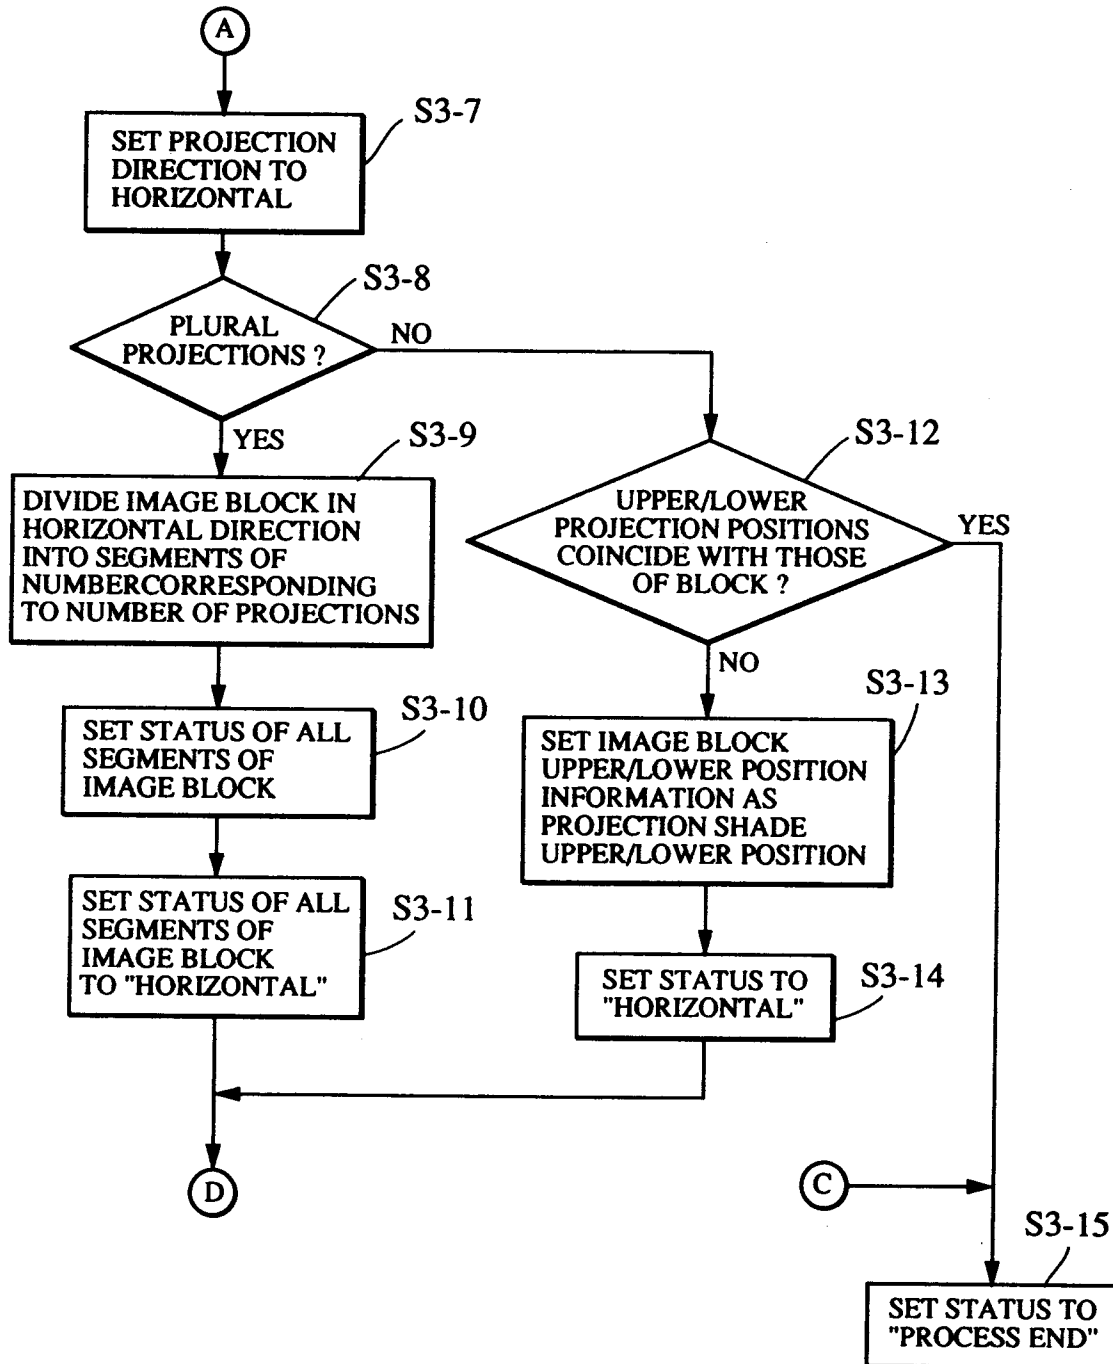 A
S3-7
SET PROJECTION
DIRECTION TO
HORIZONTAL
S3-8
PLURAL
PROJECTIONS ?
NO
YES
S3-9
DIVIDE IMAGE BLOCK IN
HORIZONTAL DIRECTION
INTO SEGMENTS OF
NUMBERCORRESPONDING
TO NUMBER OF PROJECTIONS
S3-10
SET STATUS OF ALL
SEGMENTS OF
IMAGE BLOCK
S3-11
SET STATUS OF ALL
SEGMENTS OF
IMAGE BLOCK
TO "HORIZONTAL"
S3-12
UPPER/LOWER
PROJECTION POSITIONS
COINCIDE WITH THOSE
OF BLOCK ?
YES
NO
S3-13
SET IMAGE BLOCK
UPPER/LOWER POSITION
INFORMATION AS
PROJECTION SHADE
UPPER/LOWER POSITION
S3-14
SET STATUS TO
"HORIZONTAL"
D
C
S3-15
SET STATUS TO
"PROCESS END"